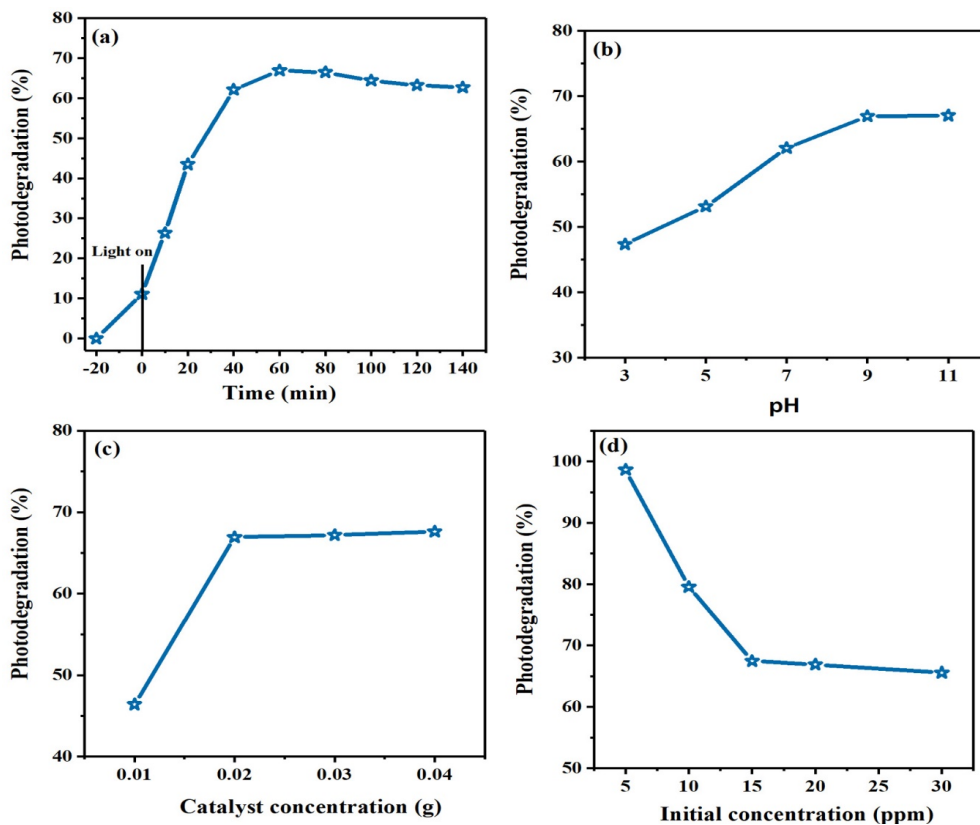 (a)
Photodegradation (%)
80
70
60
50
40
30
20
10
0
Light on
-20 0 20 40 60 80 100 120 140
Time (min)
(b)
Photodegradation (%)
80
70
60
50
40
30
3 5 7 9 11
pH
(c)
Photodegradation (%)
80
70
60
50
40
0.01 0.02 0.03 0.04
Catalyst concentration (g)
(d)
Photodegradation (%)
100
90
80
70
60
50
5 10 15 20 25 30
Initial concentration (ppm)